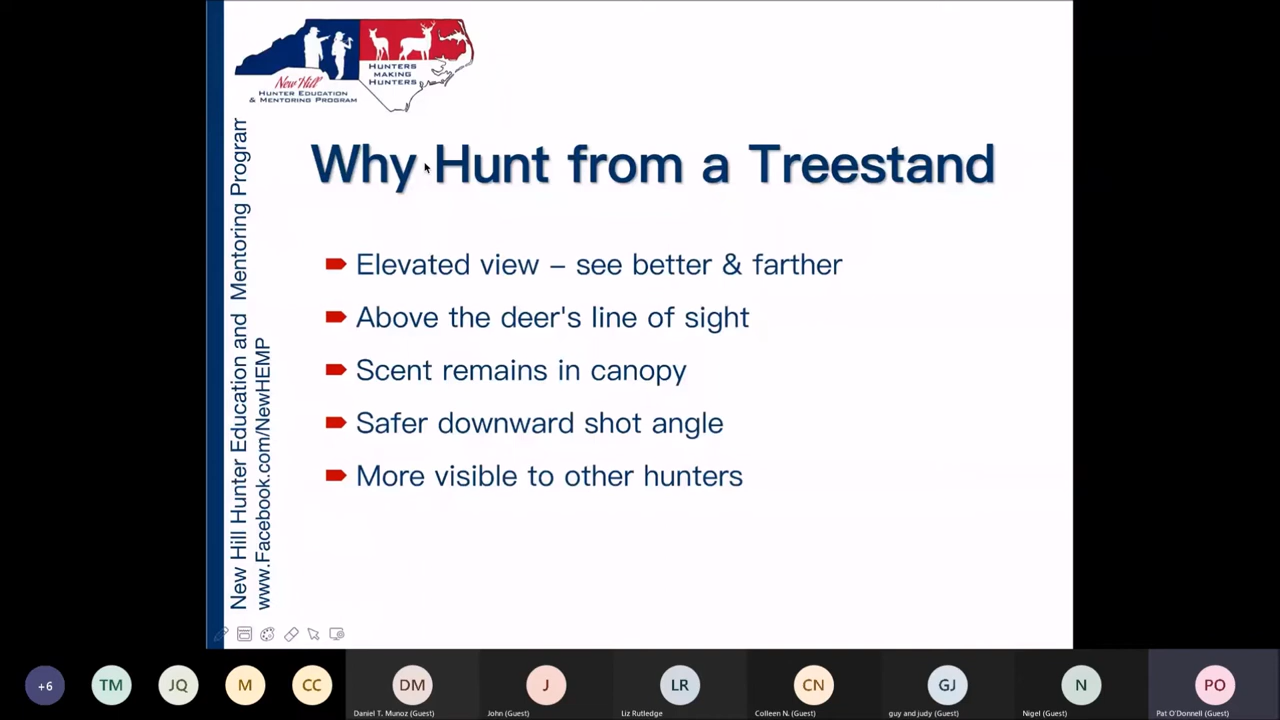 New Hill
HUNTER EDUCATION
& MENTORING PROGRAM
HUNTERS
MAKING
HUNTERS
New Hill Hunter Education and Mentoring Program
www.Facebook.com/NewHEMP
Why Hunt from a Treestand
Elevated view – see better & farther
Above the deer's line of sight
Scent remains in canopy
Safer downward shot angle
More visible to other hunters
+6
TM
JQ
M
CC
DM
J
LR
CN
GJ
N
PO
Daniel T. Munoz (Guest)
John (Guest)
Liz Rutledge
Colleen N. (Guest)
guy and judy (Guest)
Nigel (Guest)
Pat O'Donnell (Guest)